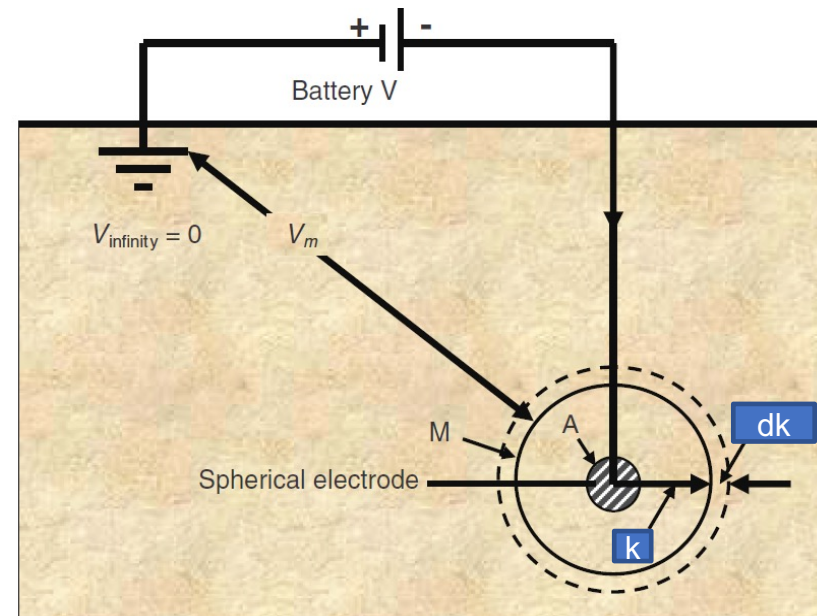 + -
Battery V
V_infinity = 0
V_m
M
A
dk
Spherical electrode
k